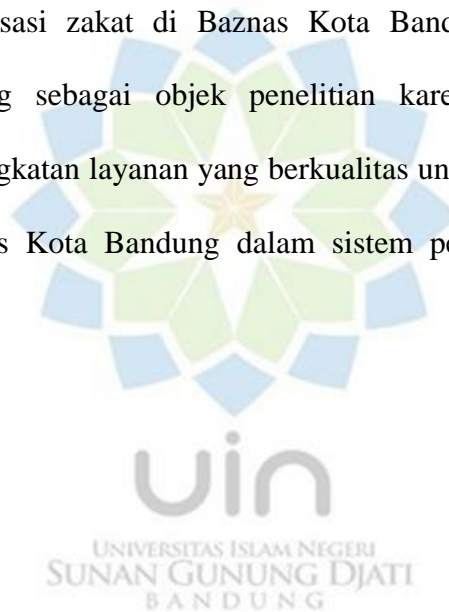 sasi zakat di Baznas Kota Band
g sebagai objek penelitian kare
gkatan layanan yang berkualitas un
s Kota Bandung dalam sistem pe
uin
UNIVERSITAS ISLAM NEGERI
SUNAN GUNUNG DJATI
BANDUNG